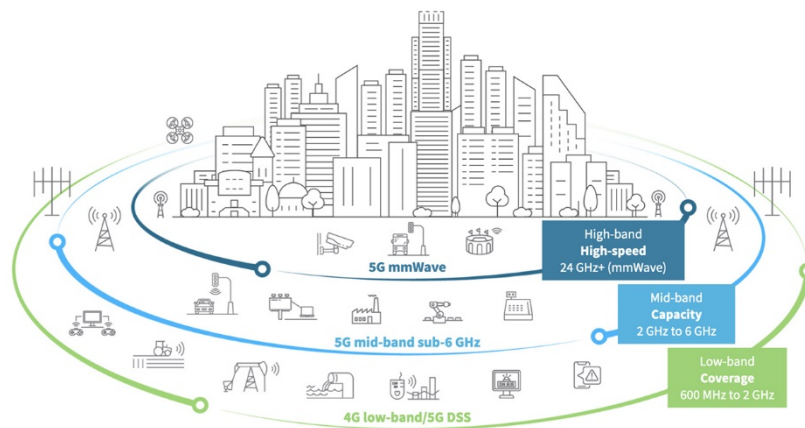 High-band
High-speed
24 GHz+ (mmWave)
5G mmWave
Mid-band
Capacity
2 GHz to 6 GHz
5G mid-band sub-6 GHz
Low-band
Coverage
600 MHz to 2 GHz
4G low-band/5G DSS